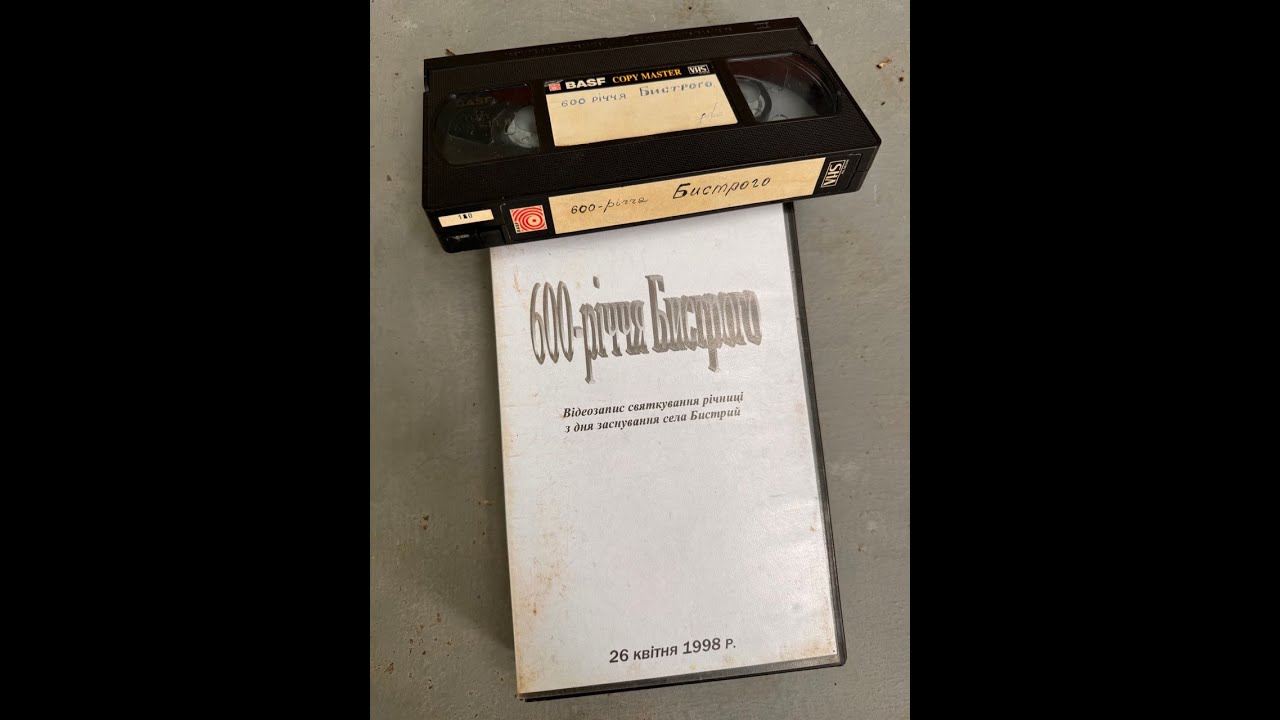 BASF COPY MASTER VHS
BASF
600 річчя Бистрого
600-річчя Бистрого
VHS
600-річчя Бистрого
Відеозапис святкування річниці
з дня заснування села Бистрий
26 квітня 1998 р.